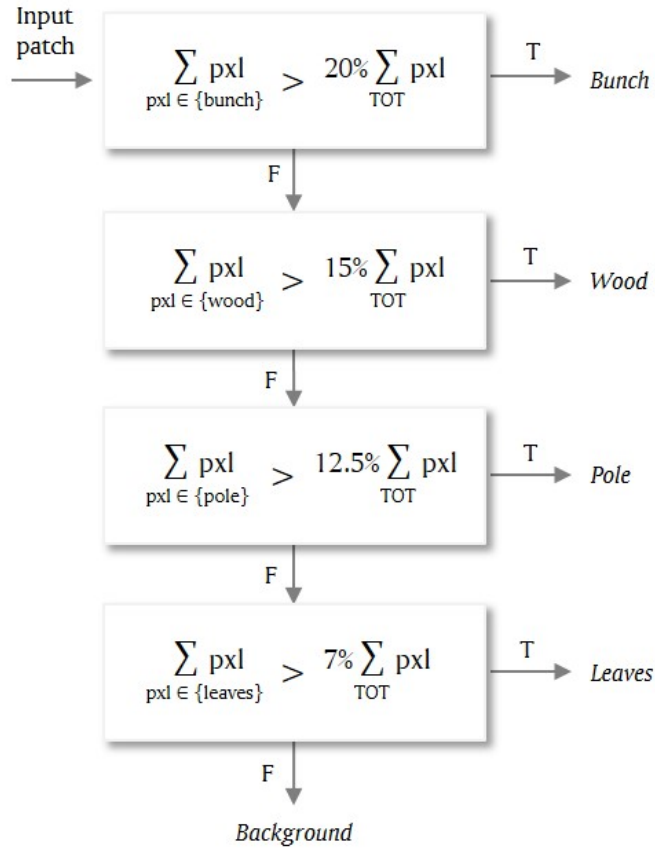 Input
patch
∑ pxl > 20% ∑ pxl
pxl ∈ {bunch} TOT
T
Bunch
F
∑ pxl > 15% ∑ pxl
pxl ∈ {wood} TOT
T
Wood
F
∑ pxl > 12.5% ∑ pxl
pxl ∈ {pole} TOT
T
Pole
F
∑ pxl > 7% ∑ pxl
pxl ∈ {leaves} TOT
T
Leaves
F
Background